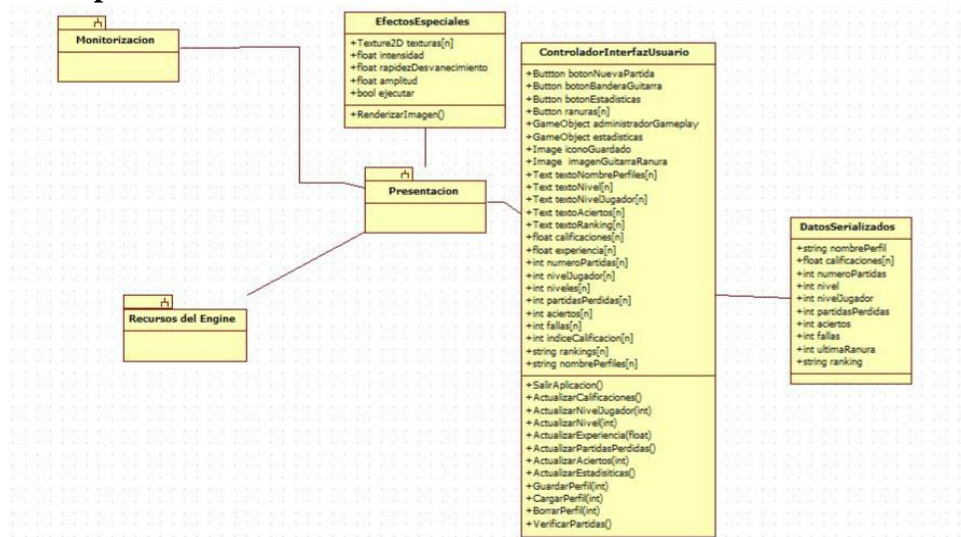 Monitorizacion
EfectosEspeciales
+Texture2D texturas[n]
+float intensidad
+float rapidezDesvanecimiento
+float amplitud
+bool ejecutar
+RenderizarImagen()
Presentacion
Recursos del Engine
ControladorInterfazUsuario
+Buttton botonNuevaPartida
+Button botonBanderaGuitarra
+Button botonEstadisticas
+Button ranuras[n]
+GameObject administradorGameplay
+GameObject estadisticas
+Image iconoGuardado
+Image imagenGuitarraRanura
+Text textoNombrePerfiles[n]
+Text textoNivel[n]
+Text textoNivelJugador[n]
+Text textoAciertos[n]
+Text textoRanking[n]
+float calificaciones[n]
+float experiencia[n]
+int numeroPartidas[n]
+int nivelJugador[n]
+int niveles[n]
+int partidasPerdidas[n]
+int aciertos[n]
+int fallas[n]
+int indiceCalificacion[n]
+string rankings[n]
+string nombrePerfiles[n]
+SalirAplicacion()
+ActualizarCalificaciones()
+ActualizarNivelJugador(int)
+ActualizarNivel(int)
+ActualizarExperiencia(float)
+ActualizarPartidasPerdidas()
+ActualizarAciertos(int)
+ActualizarEstadisiticas()
+GuardarPerfil(int)
+CargarPerfil(int)
+BorrarPerfil(int)
+VerificarPartidas()
DatosSerializados
+string nombrePerfil
+float calificaciones[n]
+int numeroPartidas
+int nivel
+int nivelJugador
+int partidasPerdidas
+int aciertos
+int fallas
+int ultimaRanura
+string ranking